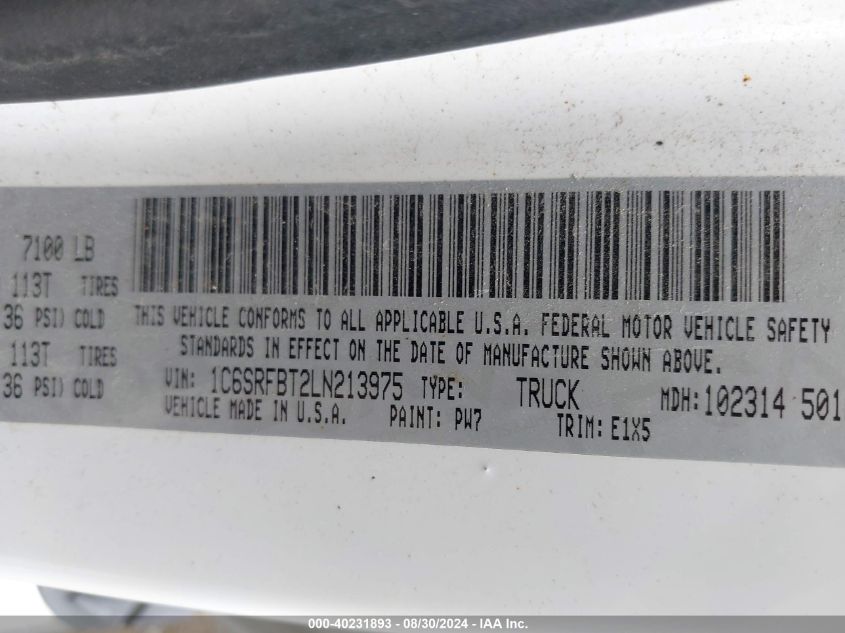 7100 LB
113T TIRES
36 PSI) COLD
113T TIRES
36 PSI) COLD
THIS VEHICLE CONFORMS TO ALL APPLICABLE U.S.A. FEDERAL MOTOR VEHICLE SAFETY
STANDARDS IN EFFECT ON THE DATE OF MANUFACTURE SHOWN ABOVE.
VIN: 1C6SRFBT2LN213975 TYPE: TRUCK MDH: 102314 501
VEHICLE MADE IN U.S.A. PAINT: PW7 TRIM: E1X5
000-40231893 - 08/30/2024 - IAA Inc.